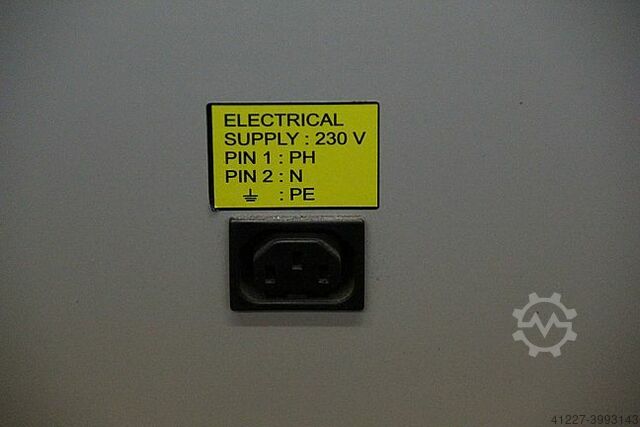 ELECTRICAL
SUPPLY : 230 V
PIN 1 : PH
PIN 2 : N
⏚ : PE
41227-3993143